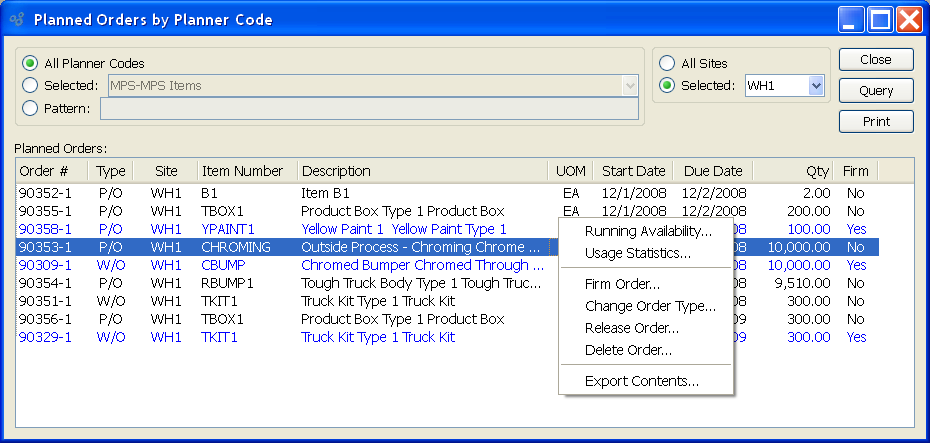 Planned Orders by Planner Code
All Planner Codes
Selected: MPS-MPS Items
Pattern:
All Sites
Selected: WH1
Close
Query
Print
Planned Orders:
Order # Type Site Item Number Description UOM Start Date Due Date Qty Firm
90352-1 P/O WH1 B1 Item B1 EA 12/1/2008 12/2/2008 2.00 No
90355-1 P/O WH1 TBOX1 Product Box Type 1 Product Box EA 12/1/2008 12/2/2008 200.00 No
90358-1 P/O WH1 YPAINT1 Yellow Paint 1 Yellow Paint Type 1 08 100.00 Yes
90353-1 P/O WH1 CHROMING Outside Process - Chroming Chrome ... 08 10,000.00 No
90309-1 W/O WH1 CBUMP Chromed Bumper Chromed Through ... 08 10,000.00 Yes
90354-1 P/O WH1 RBUMP1 Tough Truck Body Type 1 Tough Truc... 08 9,510.00 No
90351-1 W/O WH1 TKIT1 Truck Kit Type 1 Truck Kit 08 300.00 No
90356-1 P/O WH1 TBOX1 Product Box Type 1 Product Box 09 300.00 No
90329-1 W/O WH1 TKIT1 Truck Kit Type 1 Truck Kit 09 300.00 Yes
Running Availability...
Usage Statistics...
Firm Order...
Change Order Type...
Release Order...
Delete Order...
Export Contents...